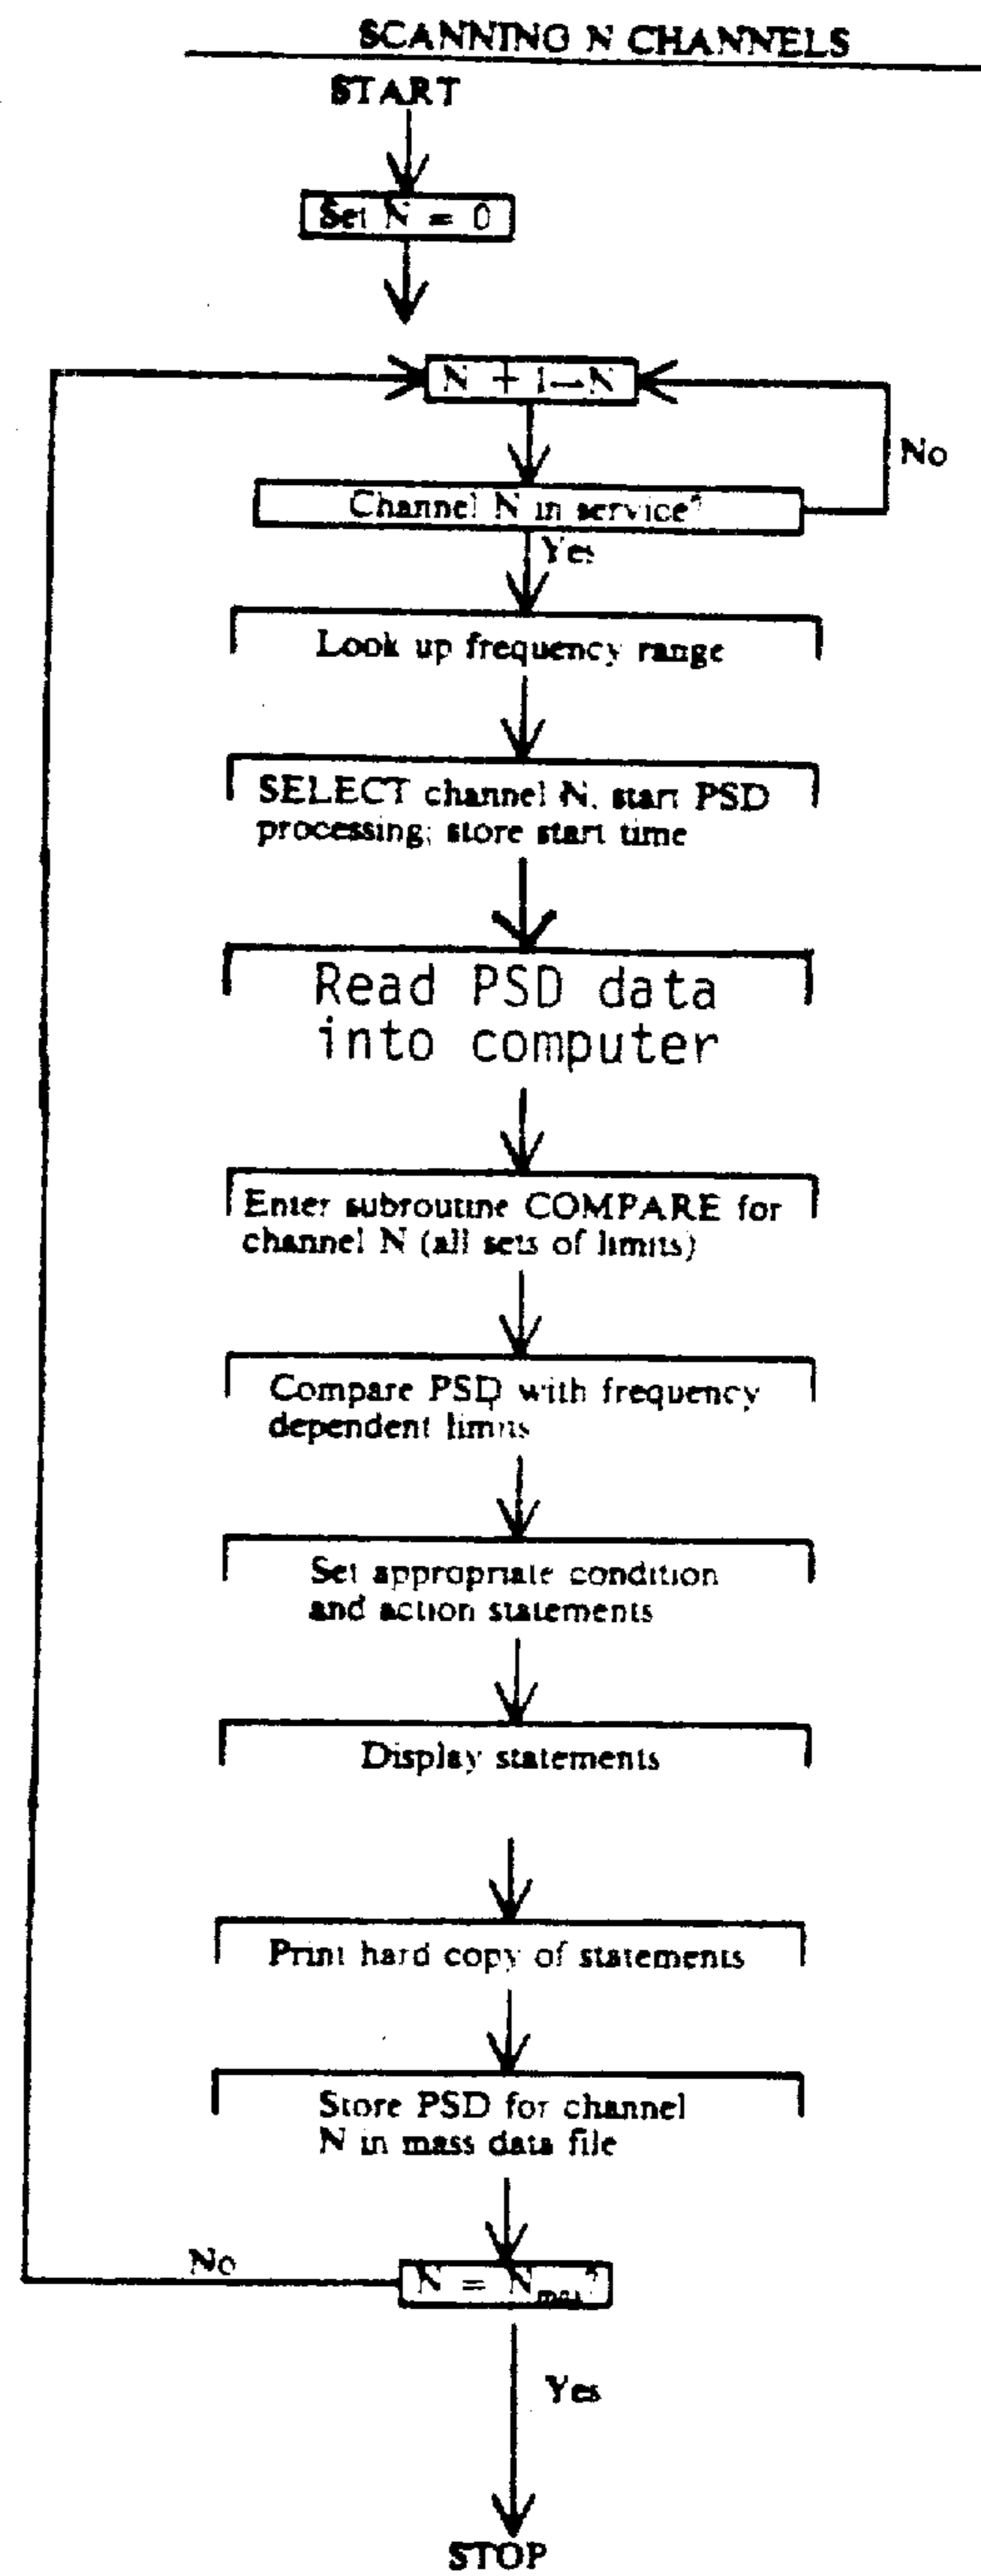 SCANNING N CHANNELS
START
Set N = 0
N + 1→N
No
Channel N in service?
Yes
Look up frequency range
SELECT channel N, start PSD
processing; store start time
Read PSD data
into computer
Enter subroutine COMPARE for
channel N (all sets of limits)
Compare PSD with frequency
dependent limits
Set appropriate condition
and action statements
Display statements
Print hard copy of statements
Store PSD for channel
N in mass data file
No
N = Nmax?
Yes
STOP